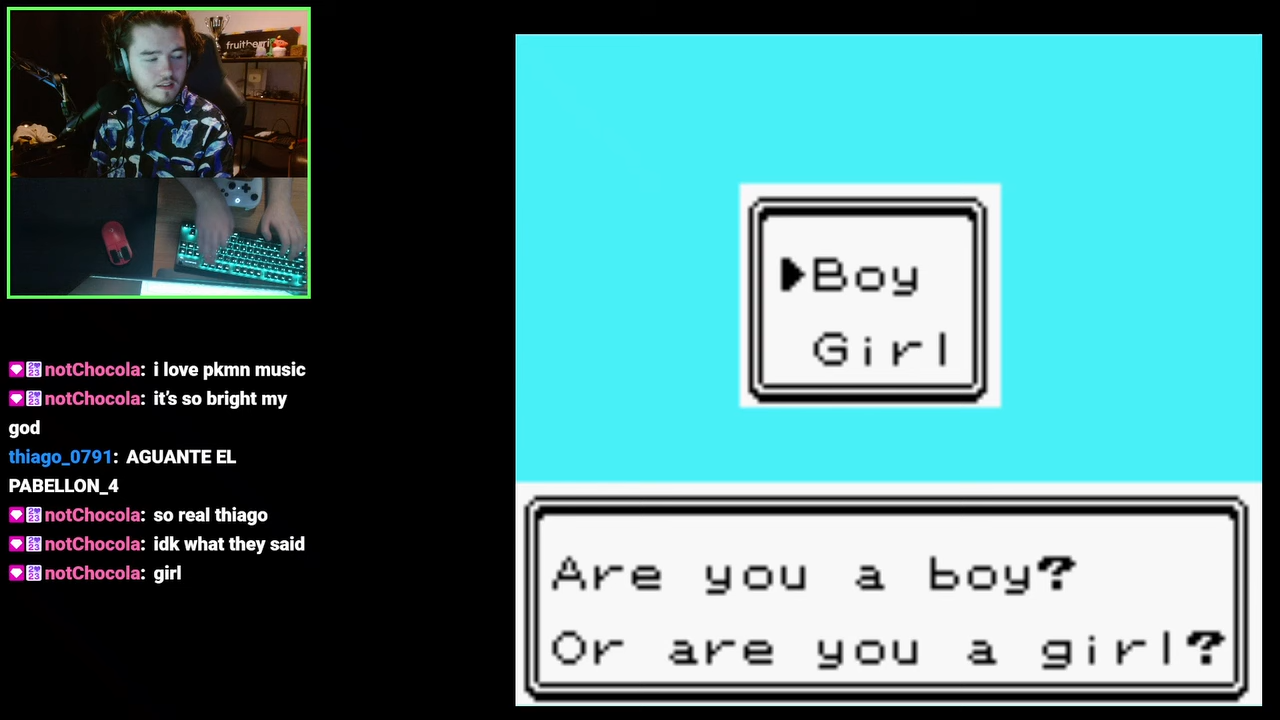 notChocola: i love pkmn music
notChocola: it's so bright my
god
thiago_0791: AGUANTE EL
PABELLON_4
notChocola: so real thiago
notChocola: idk what they said
notChocola: girl
Boy
Girl
Are you a boy?
Or are you a girl?